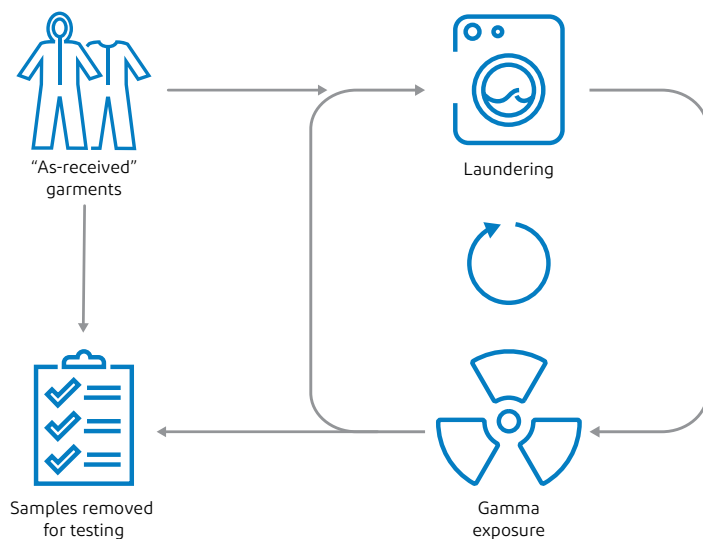 “As-received”
garments
Laundering
Samples removed
for testing
Gamma
exposure